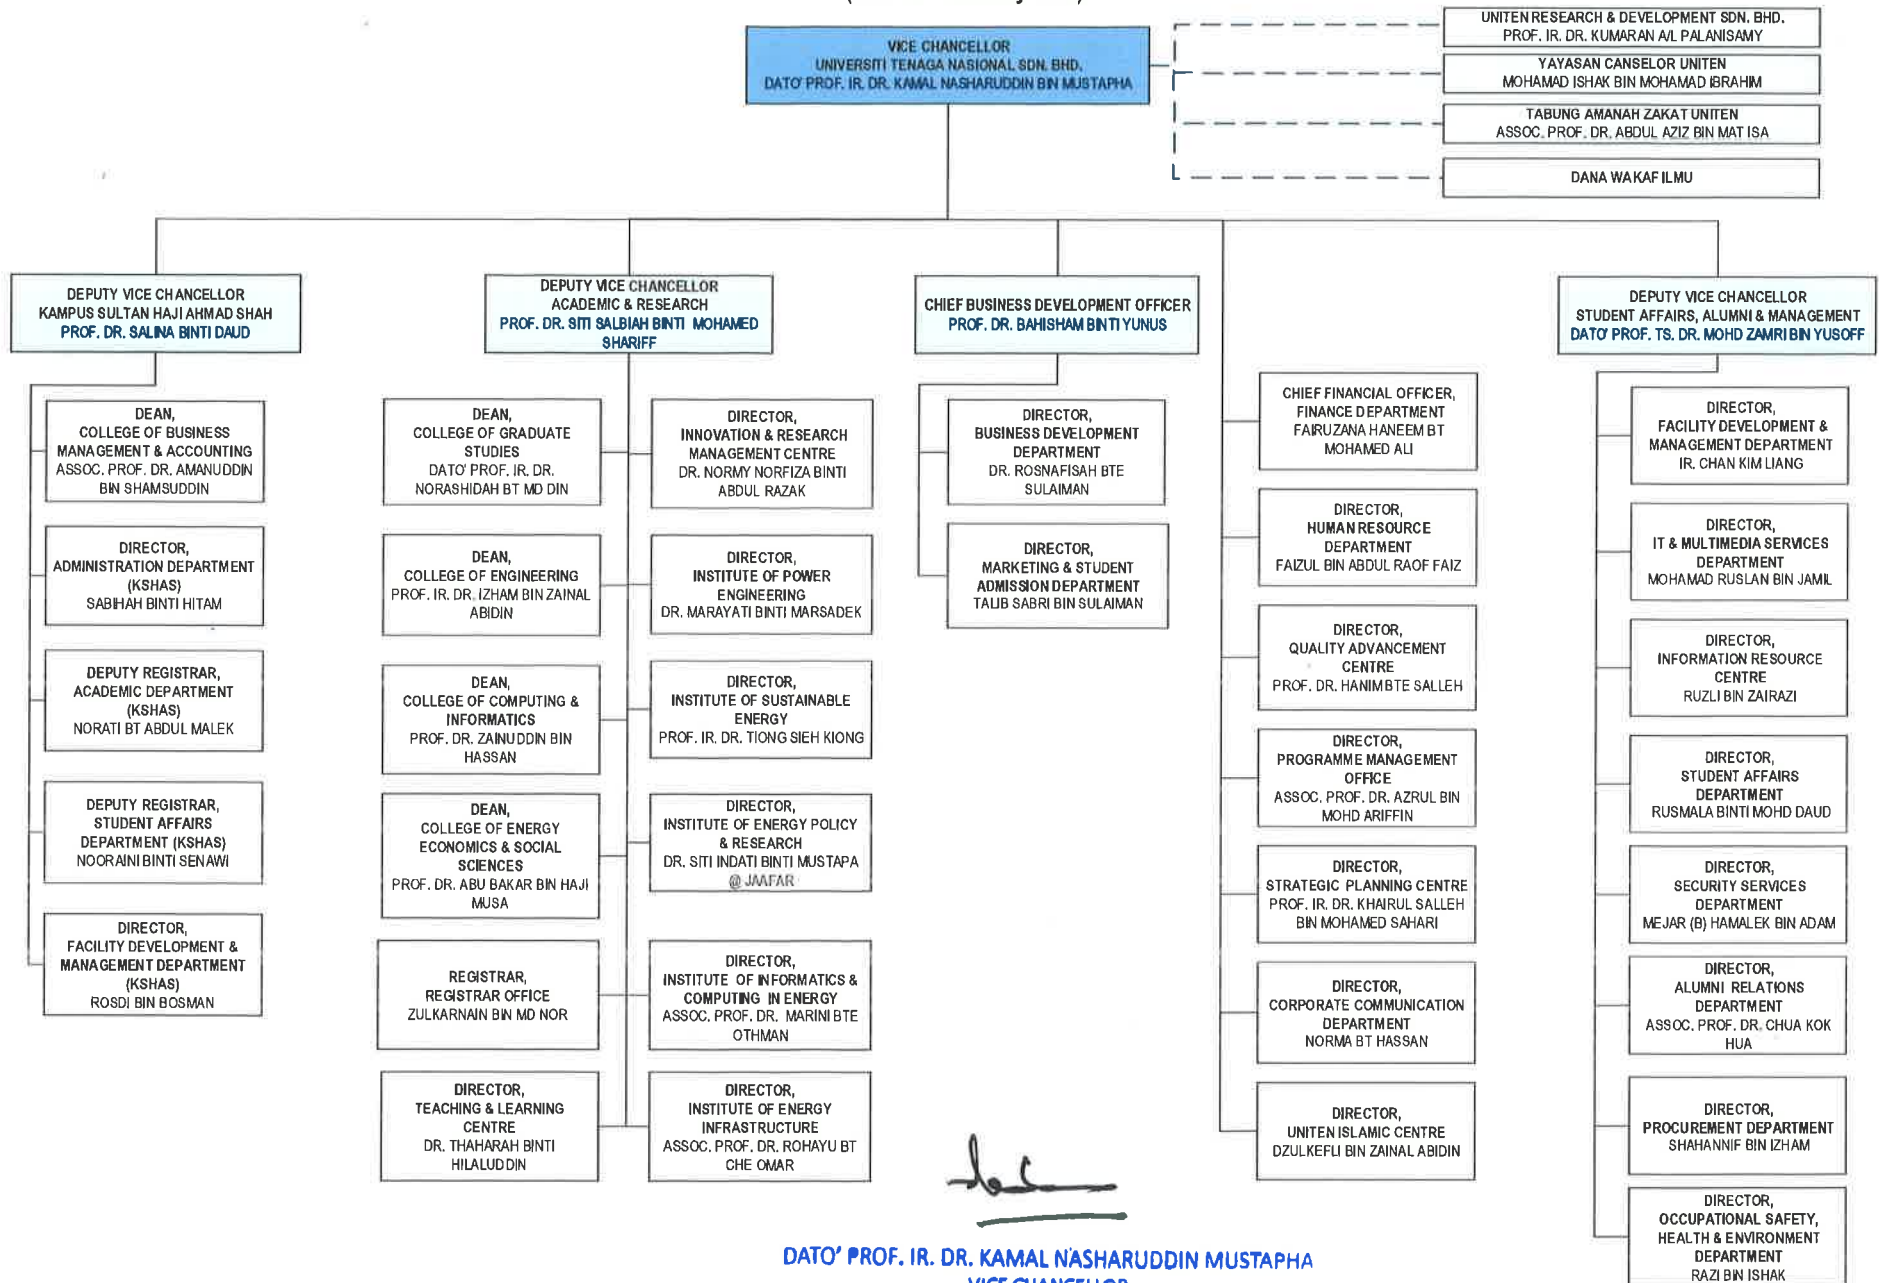 VICE CHANCELLOR
UNIVERSITI TENAGA NASIONAL SDN. BHD.
DATO' PROF. IR. DR. KAMAL NASHARUDDIN BIN MUSTAPHA
UNITEN RESEARCH & DEVELOPMENT SDN. BHD.
PROF. IR. DR. KUMARAN A/L PALANISAMY
YAYASAN CANSELOR UNITEN
MOHAMAD ISHAK BIN MOHAMAD IBRAHIM
TABUNG AMANAH ZAKAT UNITEN
ASSOC. PROF. DR. ABDUL AZIZ BIN MAT ISA
DANA WAKAF ILMU
DEPUTY VICE CHANCELLOR
KAMPUS SULTAN HAJI AHMAD SHAH
PROF. DR. SALINA BINTI DAUD
DEAN,
COLLEGE OF BUSINESS
MANAGEMENT & ACCOUNTING
ASSOC. PROF. DR. AMANUDDIN
BIN SHAMSUDDIN
DIRECTOR,
ADMINISTRATION DEPARTMENT
(KSHAS)
SABIHAH BINTI HITAM
DEPUTY REGISTRAR,
ACADEMIC DEPARTMENT
(KSHAS)
NORATI BT ABDUL MALEK
DEPUTY REGISTRAR,
STUDENT AFFAIRS
DEPARTMENT (KSHAS)
NOORAINI BINTI SENAWI
DIRECTOR,
FACILITY DEVELOPMENT &
MANAGEMENT DEPARTMENT
(KSHAS)
ROSDI BIN BOSMAN
DEPUTY VICE CHANCELLOR
ACADEMIC & RESEARCH
PROF. DR. SITI SALBIAH BINTI MOHAMED
SHARIFF
DEAN,
COLLEGE OF GRADUATE
STUDIES
DATO' PROF. IR. DR.
NORASHIDAH BT MD DIN
DEAN,
COLLEGE OF ENGINEERING
PROF. IR. DR. IZHAM BIN ZAINAL
ABIDIN
DEAN,
COLLEGE OF COMPUTING &
INFORMATICS
PROF. DR. ZAINUDDIN BIN
HASSAN
DEAN,
COLLEGE OF ENERGY
ECONOMICS & SOCIAL
SCIENCES
PROF. DR. ABU BAKAR BIN HAJI
MUSA
REGISTRAR,
REGISTRAR OFFICE
ZULKARNAIN BIN MD NOR
DIRECTOR,
TEACHING & LEARNING
CENTRE
DR. THAHARAH BINTI
HILALUDDIN
DIRECTOR,
INNOVATION & RESEARCH
MANAGEMENT CENTRE
DR. NORMY NORFIZA BINTI
ABDUL RAZAK
DIRECTOR,
INSTITUTE OF POWER
ENGINEERING
DR. MARAYATI BINTI MARSADEK
DIRECTOR,
INSTITUTE OF SUSTAINABLE
ENERGY
PROF. IR. DR. TIONG SIEH KIONG
DIRECTOR,
INSTITUTE OF ENERGY POLICY
& RESEARCH
DR. SITI INDATI BINTI MUSTAPA
@ JAAFAR
DIRECTOR,
INSTITUTE OF INFORMATICS &
COMPUTING IN ENERGY
ASSOC. PROF. DR. MARINI BTE
OTHMAN
DIRECTOR,
INSTITUTE OF ENERGY
INFRASTRUCTURE
ASSOC. PROF. DR. ROHAYU BT
CHE OMAR
CHIEF BUSINESS DEVELOPMENT OFFICER
PROF. DR. BAHISHAM BINTI YUNUS
DIRECTOR,
BUSINESS DEVELOPMENT
DEPARTMENT
DR. ROSNAFISAH BTE
SULAIMAN
DIRECTOR,
MARKETING & STUDENT
ADMISSION DEPARTMENT
TALIB SABRI BIN SULAIMAN
CHIEF FINANCIAL OFFICER,
FINANCE DEPARTMENT
FAIRUZANA HANEEM BT
MOHAMED ALI
DIRECTOR,
HUMAN RESOURCE
DEPARTMENT
FAIZUL BIN ABDUL RAOF FAIZ
DIRECTOR,
QUALITY ADVANCEMENT
CENTRE
PROF. DR. HANIM BTE SALLEH
DIRECTOR,
PROGRAMME MANAGEMENT
OFFICE
ASSOC. PROF. DR. AZRUL BIN
MOHD ARIFFIN
DIRECTOR,
STRATEGIC PLANNING CENTRE
PROF. IR. DR. KHAIRUL SALLEH
BIN MOHAMED SAHARI
DIRECTOR,
CORPORATE COMMUNICATION
DEPARTMENT
NORMA BT HASSAN
DIRECTOR,
UNITEN ISLAMIC CENTRE
DZULKEFLI BIN ZAINAL ABIDIN
DEPUTY VICE CHANCELLOR
STUDENT AFFAIRS, ALUMNI & MANAGEMENT
DATO' PROF. TS. DR. MOHD ZAMRI BIN YUSOFF
DIRECTOR,
FACILITY DEVELOPMENT &
MANAGEMENT DEPARTMENT
IR. CHAN KIM LIANG
DIRECTOR,
IT & MULTIMEDIA SERVICES
DEPARTMENT
MOHAMAD RUSLAN BIN JAMIL
DIRECTOR,
INFORMATION RESOURCE
CENTRE
RUZLI BIN ZAIRAZI
DIRECTOR,
STUDENT AFFAIRS
DEPARTMENT
RUSMALA BINTI MOHD DAUD
DIRECTOR,
SECURITY SERVICES
DEPARTMENT
MEJAR (B) HAMALEK BIN ADAM
DIRECTOR,
ALUMNI RELATIONS
DEPARTMENT
ASSOC. PROF. DR. CHUA KOK
HUA
DIRECTOR,
PROCUREMENT DEPARTMENT
SHAHANNIF BIN IZHAM
DIRECTOR,
OCCUPATIONAL SAFETY,
HEALTH & ENVIRONMENT
DEPARTMENT
RAZI BIN ISHAK
DATO' PROF. IR. DR. KAMAL NASHARUDDIN MUSTAPHA
VICE CHANCELLOR